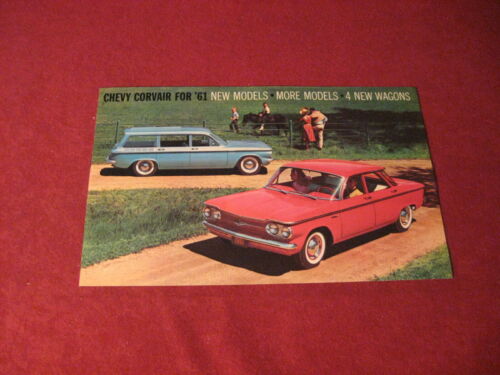 CHEVY CORVAIR FOR '61 NEW MODELS • MORE MODELS • 4 NEW WAGONS